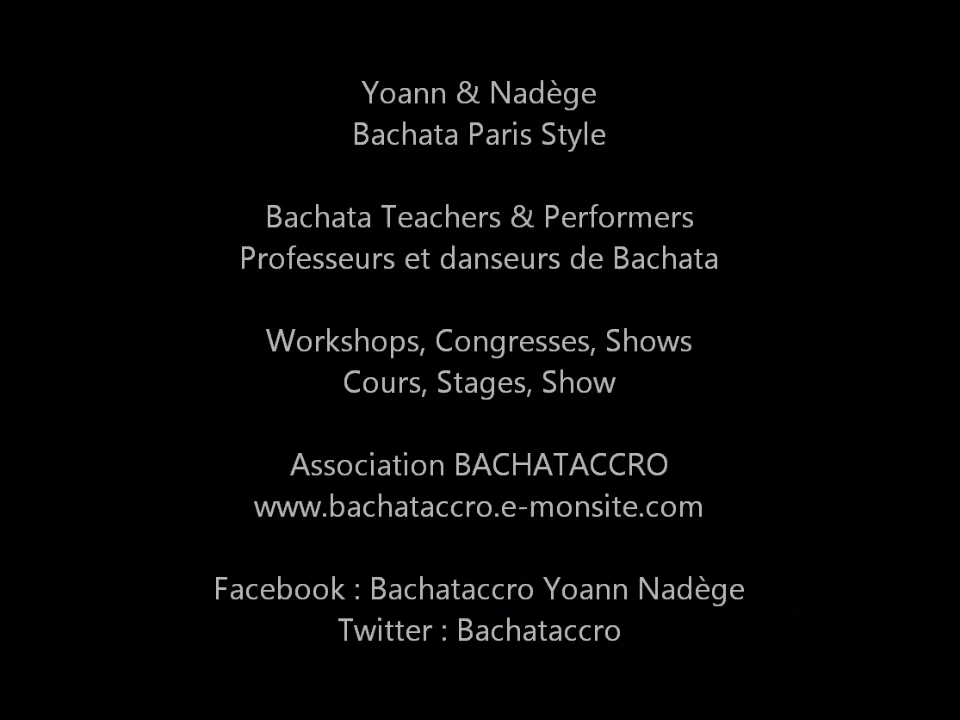 Yoann & Nadège
Bachata Paris Style
Bachata Teachers & Performers
Professeurs et danseurs de Bachata
Workshops, Congresses, Shows
Cours, Stages, Show
Association BACHATACCRO
www.bachataccro.e-monsite.com
Facebook : Bachataccro Yoann Nadège
Twitter : Bachataccro